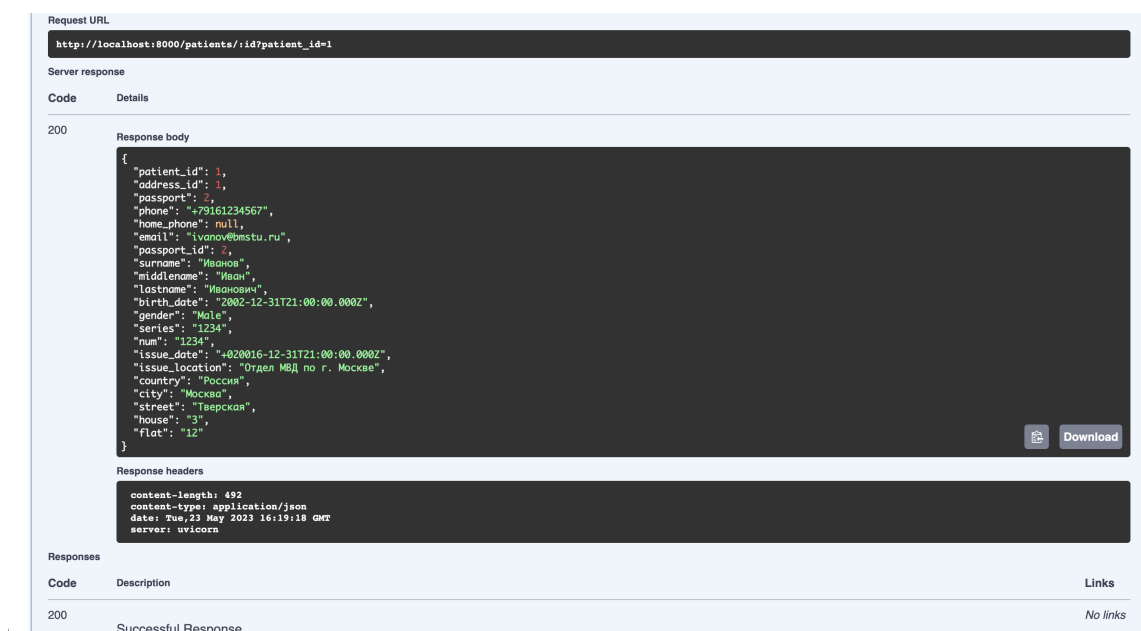 Request URL
http://localhost:8000/patients/:id?patient_id=1
Server response
Code Details
200
Response body
{
"patient_id": 1,
"address_id": 1,
"passport": 2,
"phone": "+79161234567",
"home_phone": null,
"email": "ivanov@bmstu.ru",
"passport_id": 2,
"surname": "Иванов",
"middlename": "Иван",
"lastname": "Иванович",
"birth_date": "2002-12-31T21:00:00.000Z",
"gender": "Male",
"series": "1234",
"num": "1234",
"issue_date": "+020016-12-31T21:00:00.000Z",
"issue_location": "Отдел МВД по г. Москве",
"country": "Россия",
"city": "Москва",
"street": "Тверская",
"house": "3",
"flat": "12"
}
Download
Response headers
content-length: 492
content-type: application/json
date: Tue,23 May 2023 16:19:18 GMT
server: uvicorn
Responses
Code Description Links
200 No links
Successful Response